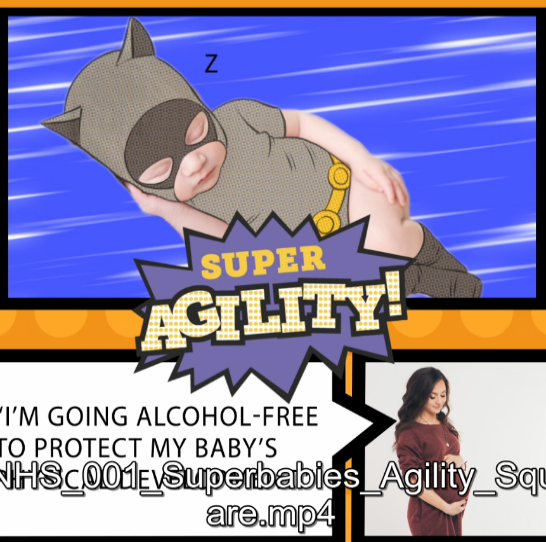 Z
SUPER
AGILITY!
"I'M GOING ALCOHOL-FREE
TO PROTECT MY BABY'S
NHS_001_Superbabies_Agility_Squ
are.mp4